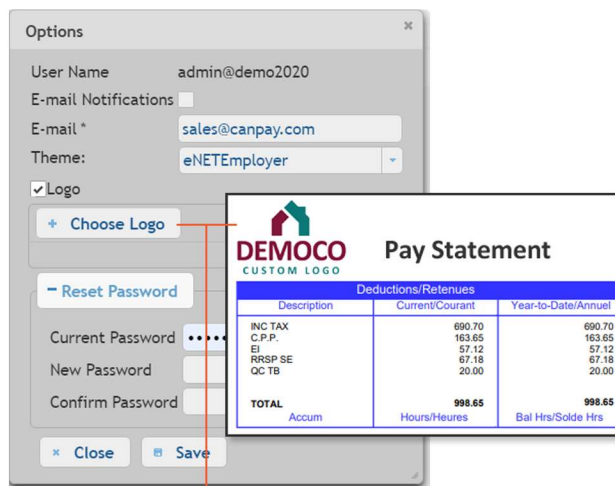 Options
User Name admin@demo2020
E-mail Notifications
E-mail * sales@canpay.com
Theme: eNETEmployer
Logo
+ Choose Logo
- Reset Password
Current Password
New Password
Confirm Password
× Close Save
DEMOCO
CUSTOM LOGO
Pay Statement
Deductions/Retenues
Description Current/Courant Year-to-Date/Annuel
INC TAX 690.70 690.70
C.P.P. 163.65 163.65
EI 57.12 57.12
RRSP SE 67.18 67.18
QC TB 20.00 20.00
TOTAL 998.65 998.65
Accum Hours/Heures Bal Hrs/Solde Hrs